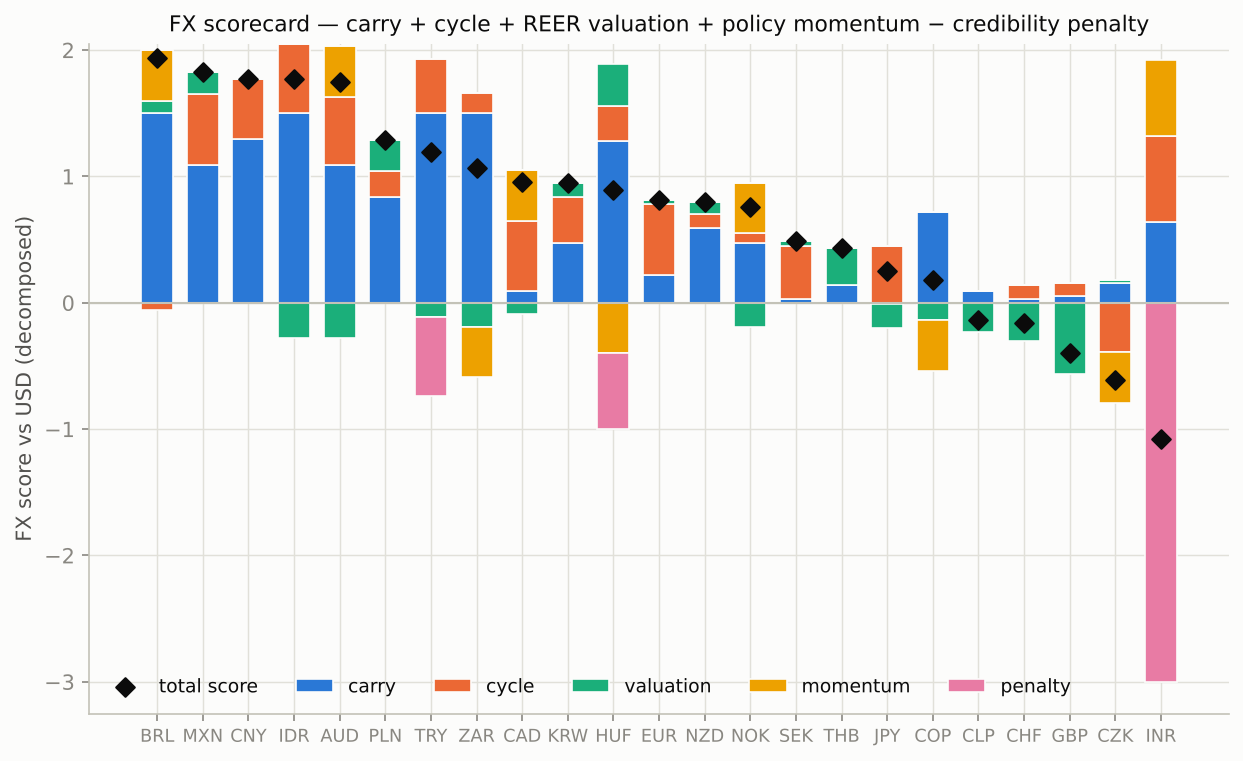 FX scorecard — carry + cycle + REER valuation + policy momentum − credibility penalty
FX score vs USD (decomposed)
2
1
0
−1
−2
−3
total score carry cycle valuation momentum penalty
BRL MXN CNY IDR AUD PLN TRY ZAR CAD KRW HUF EUR NZD NOK SEK THB JPY COP CLP CHF GBP CZK INR